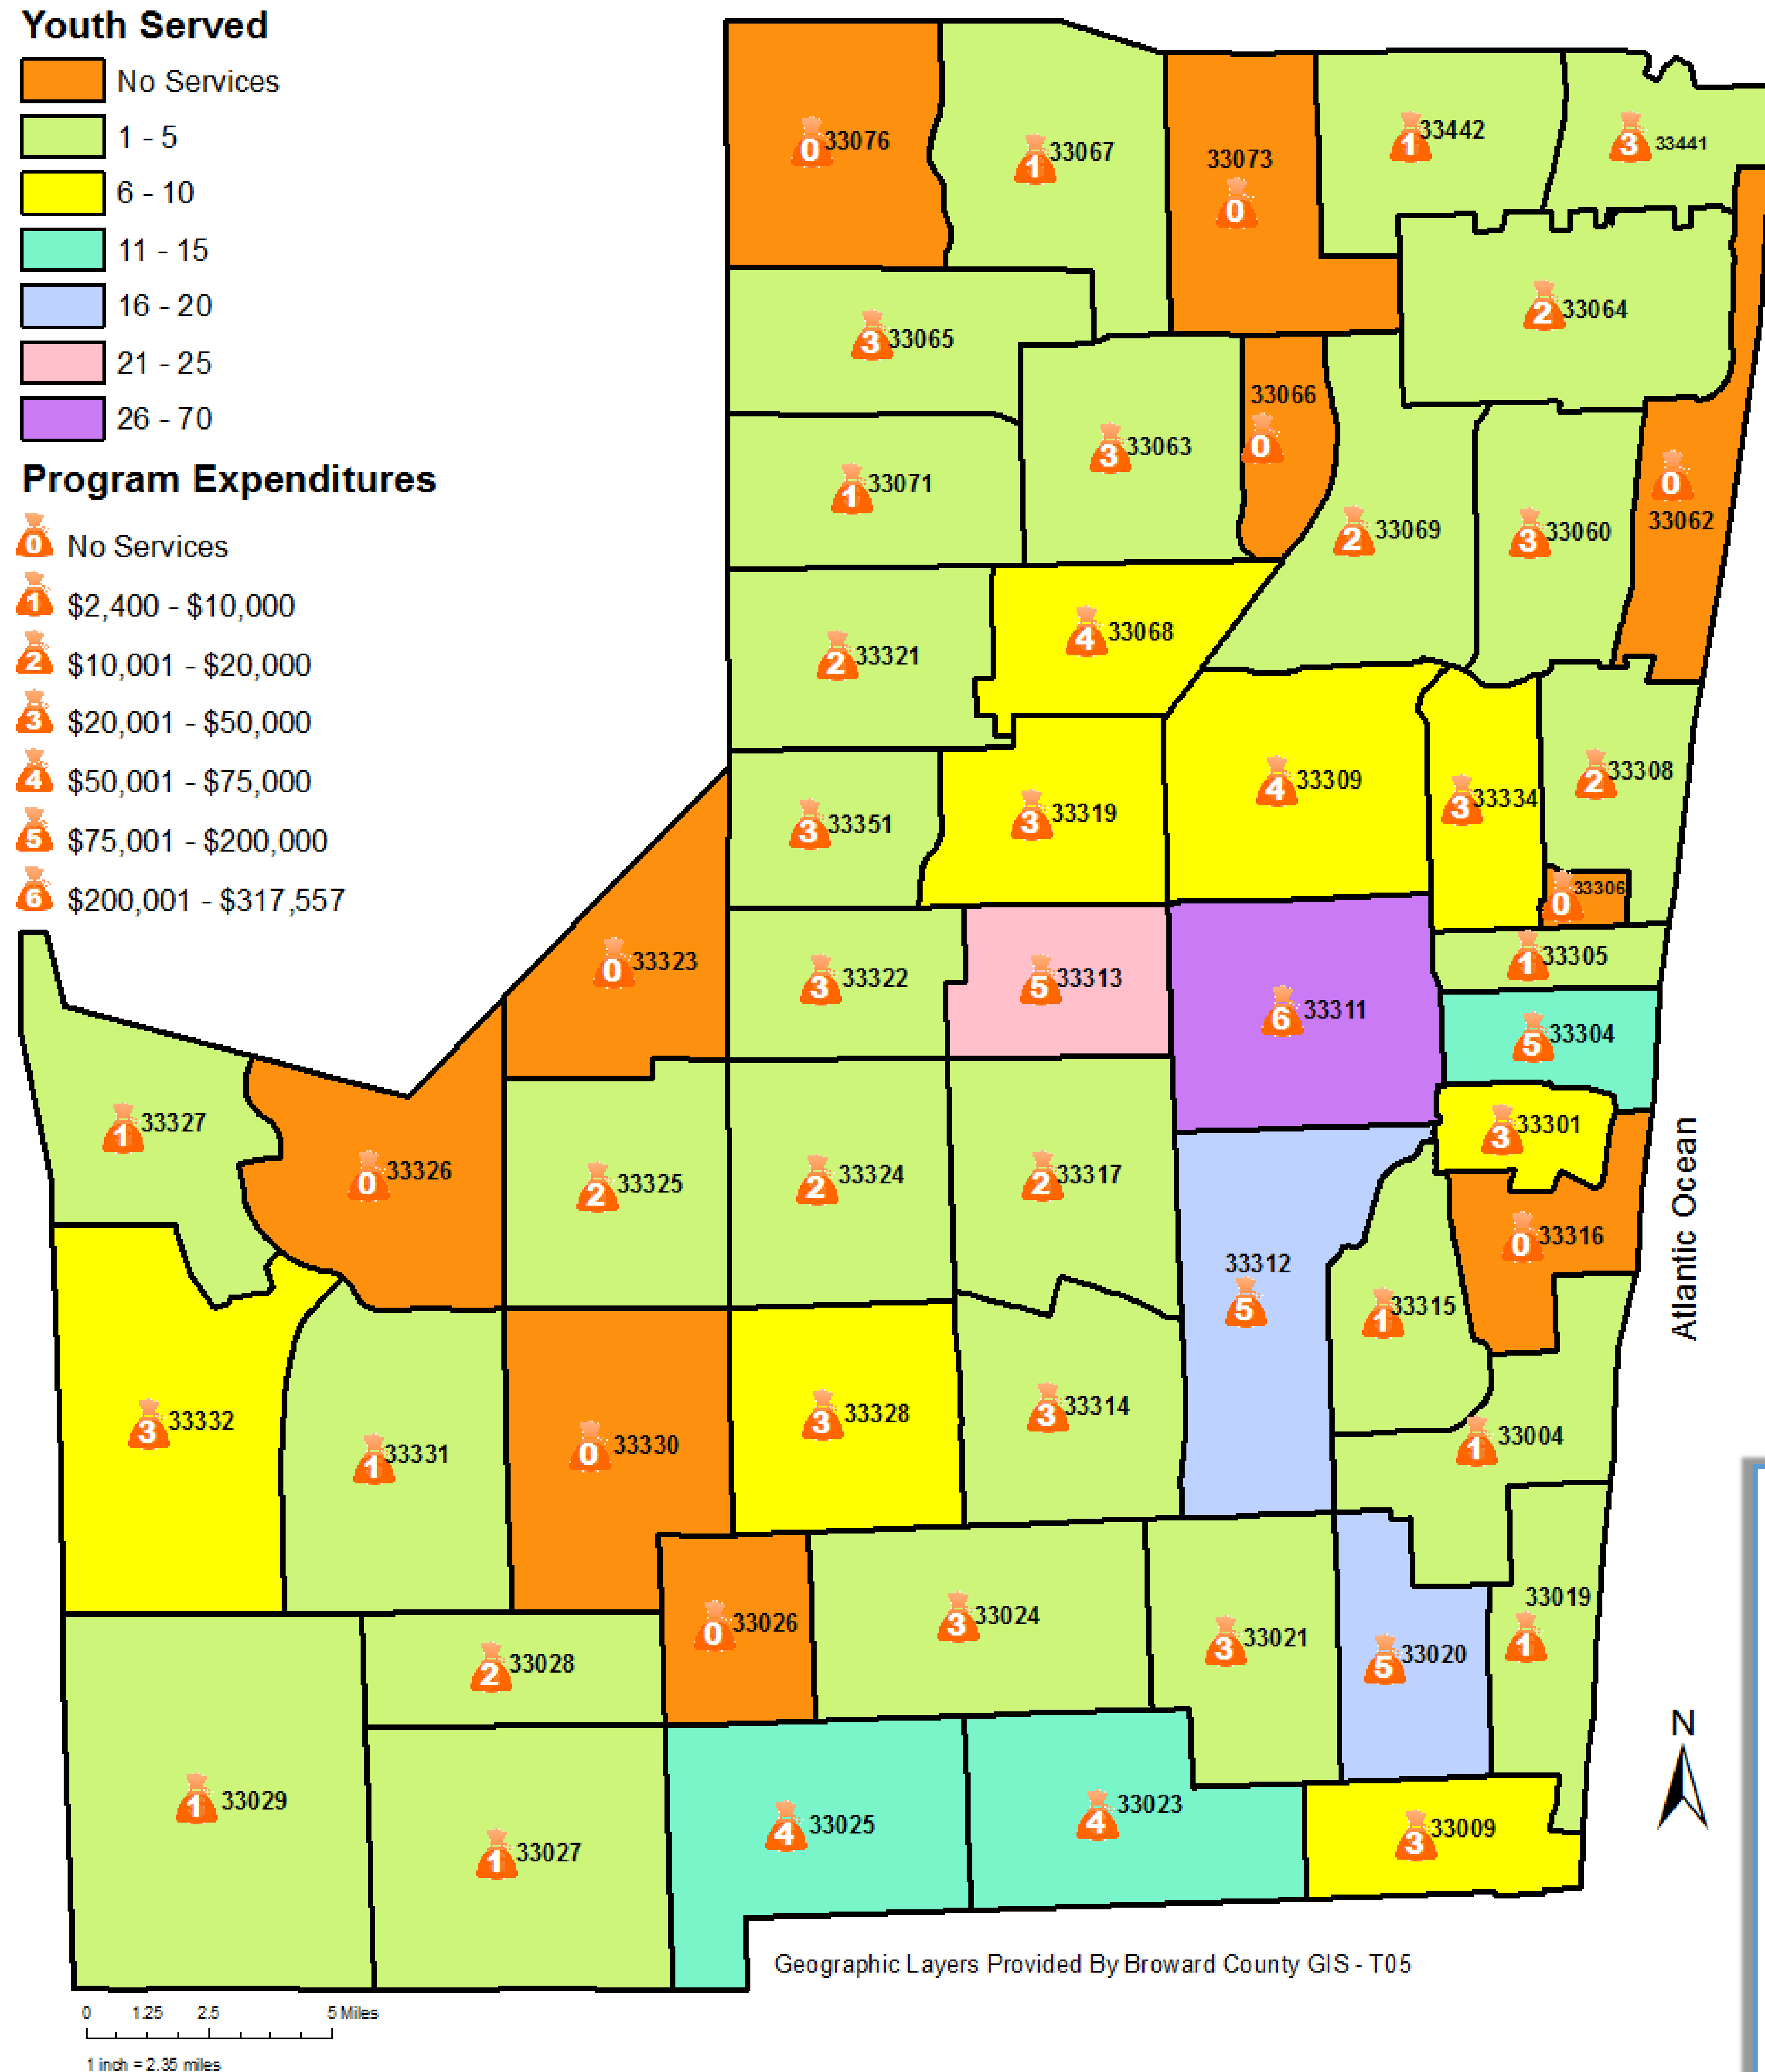 Youth Served
No Services
1 - 5
6 - 10
11 - 15
16 - 20
21 - 25
26 - 70
Program Expenditures
0 No Services
1 $2,400 - $10,000
2 $10,001 - $20,000
3 $20,001 - $50,000
4 $50,001 - $75,000
5 $75,001 - $200,000
6 $200,001 - $317,557
0 33076
1 33067
33073
0
1 33442
3 33441
2 33064
3 33065
33066
0
3 33063
1 33071
2 33069
3 33060
0
33062
4 33068
2 33321
4 33309
3 33334
2 33308
3 33351
3 33319
0 33306
0 33323
3 33322
5 33313
6 33311
1 33305
5 33304
1 33327
0 33326
2 33325
2 33324
2 33317
3 33301
Atlantic Ocean
0 33316
33312
5
1 33315
3 33332
1 33331
0 33330
3 33328
3 33314
1 33004
0 33026
3 33024
3 33021
5 33020
33019
1
2 33028
N
1 33029
1 33027
4 33025
4 33023
3 33009
Geographic Layers Provided By Broward County GIS - T05
0 1.25 2.5 5 Miles
1 inch = 2.35 miles